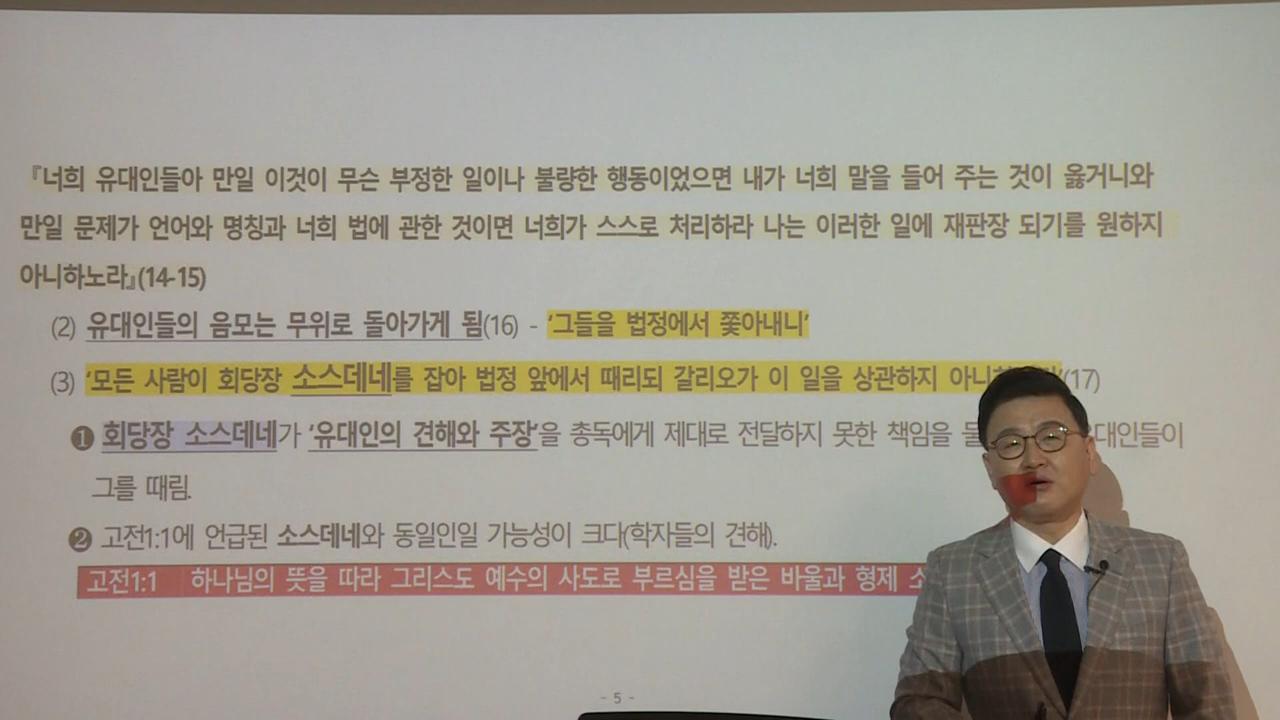 『너희 유대인들아 만일 이것이 무슨 부정한 일이나 불량한 행동이었으면 내가 너희 말을 들어 주는 것이 옳거니와
만일 문제가 언어와 명칭과 너희 법에 관한 것이면 너희가 스스로 처리하라 나는 이러한 일에 재판장 되기를 원하지
아니하노라』(14-15)
(2) 유대인들의 음모는 무위로 돌아가게 됨(16) - ‘그들을 법정에서 쫓아내니’
(3) ‘모든 사람이 회당장 소스데네를 잡아 법정 앞에서 때리되 갈리오가 이 일을 상관하지 (17)
❶ 회당장 소스데네가 ‘유대인의 견해와 주장’을 총독에게 제대로 전달하지 못한 책임을
그를 때림.
❷ 고전1:1에 언급된 소스데네와 동일인일 가능성이 크다(학자들의 견해).
고전1:1 하나님의 뜻을 따라 그리스도 예수의 사도로 부르심을 받은 바울과 형제
- 5 -